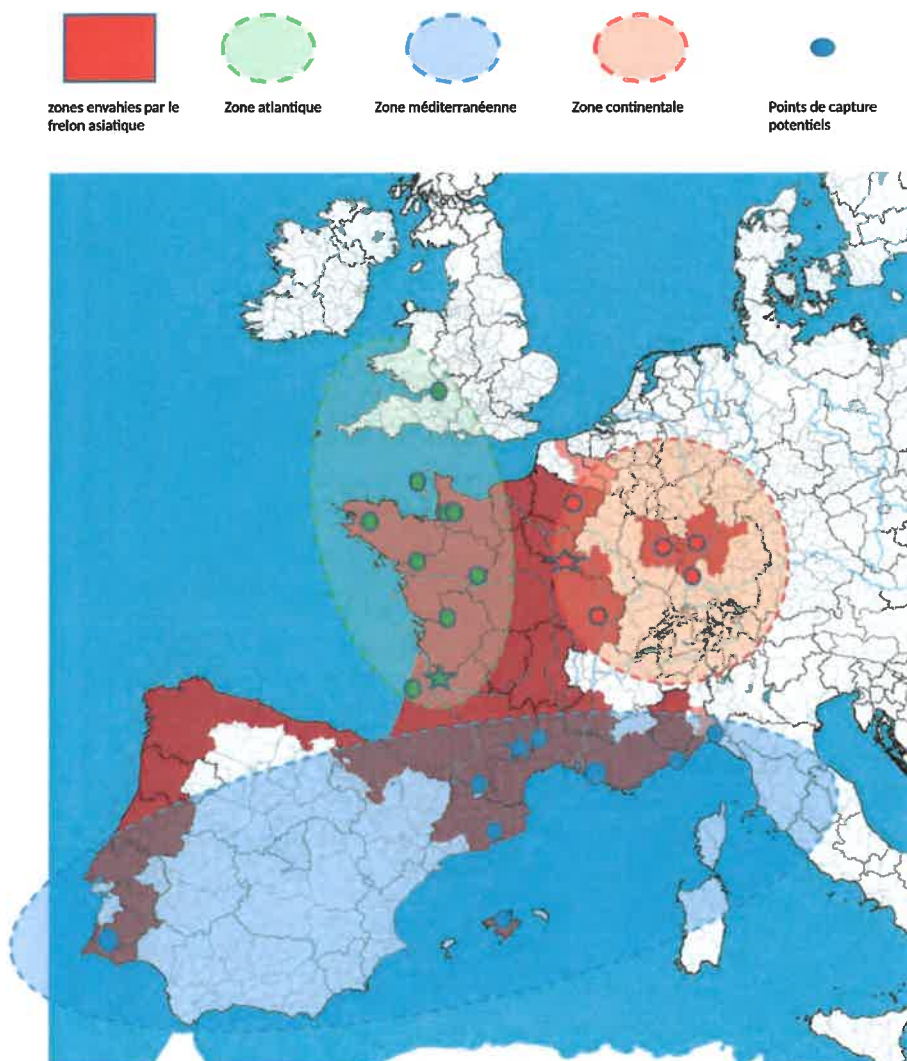 zones envahies par le
frelon asiatique
Zone atlantique
Zone méditerranéenne
Zone continentale
Points de capture
potentiels